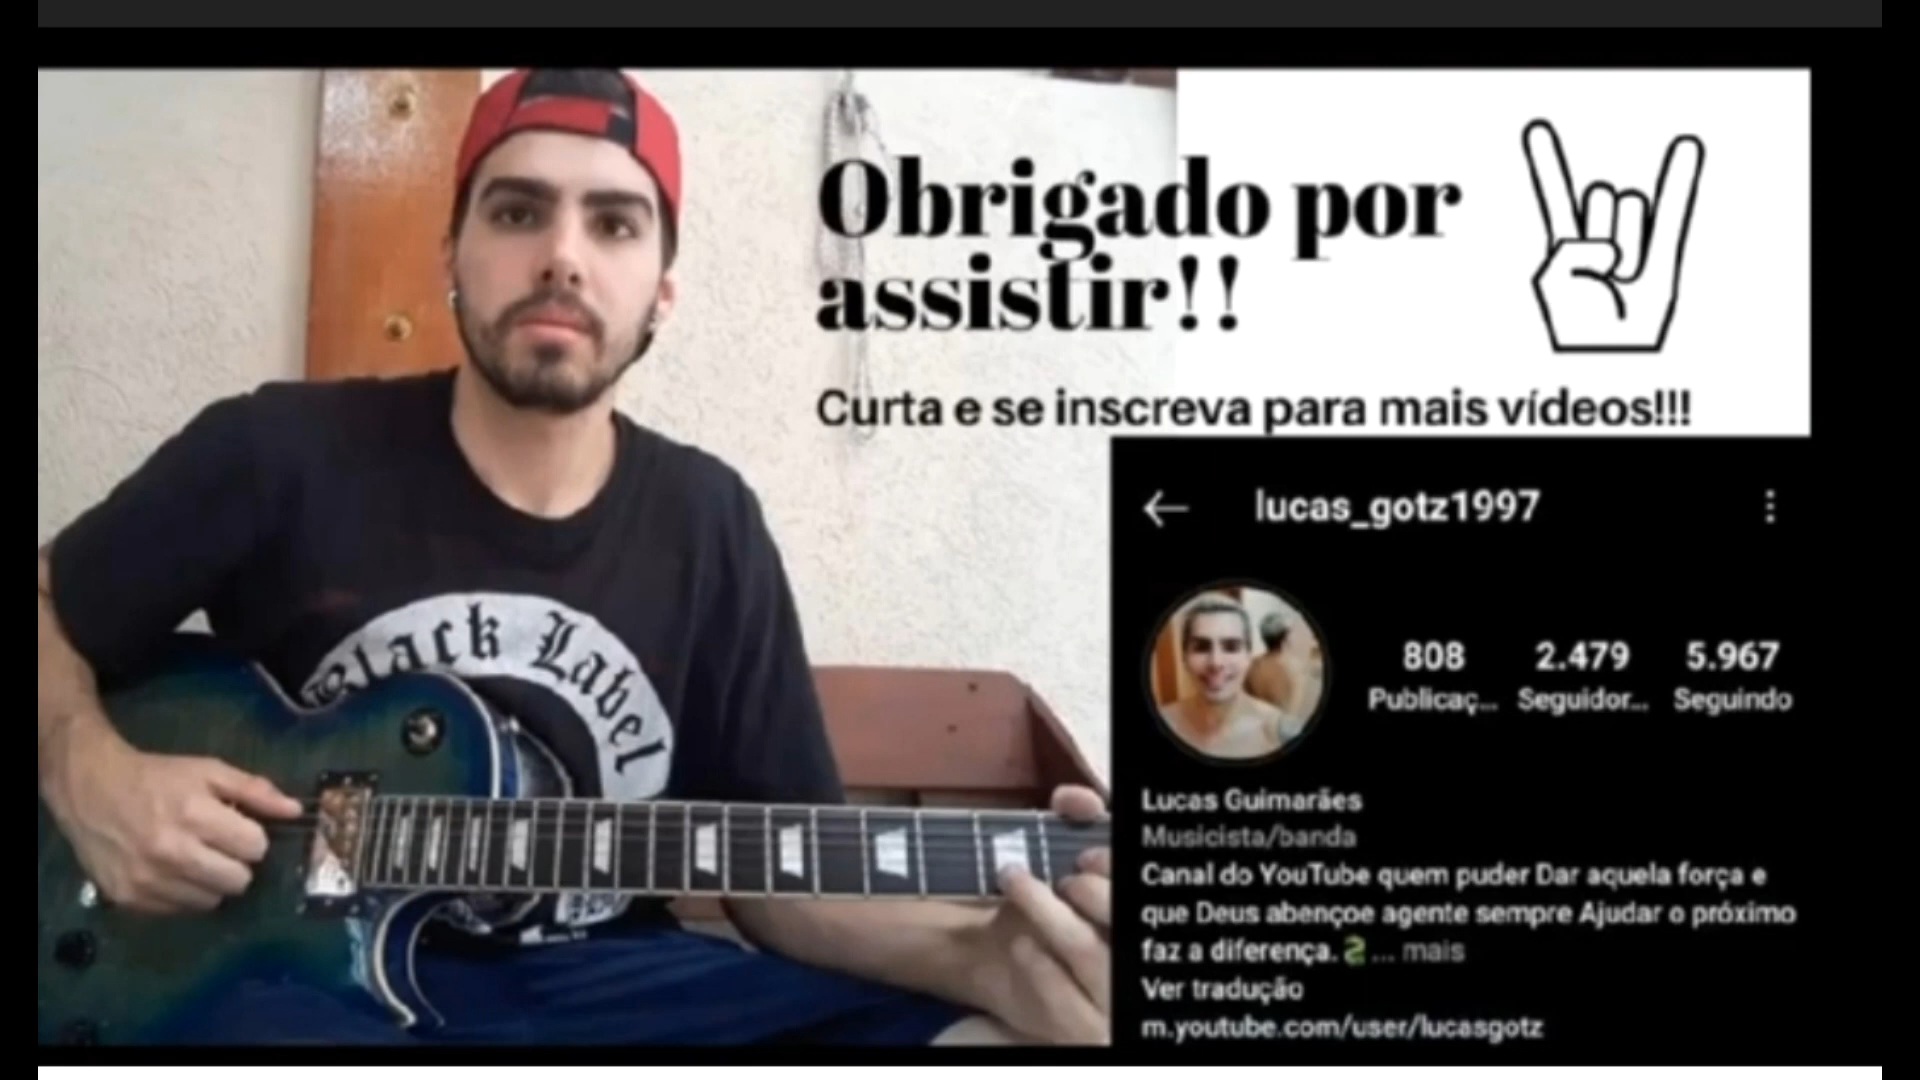 Obrigado por
assistir!!
Curta e se inscreva para mais vídeos!!!
lucas_gotz1997
808 2.479 5.967
Publicaç... Seguidor... Seguindo
Lucas Guimarães
Musicista/banda
Canal do YouTube quem puder Dar aquela força e
que Deus abençoe agente sempre Ajudar o próximo
faz a diferença. ... mais
Ver tradução
m.youtube.com/user/lucasgotz
Black Label